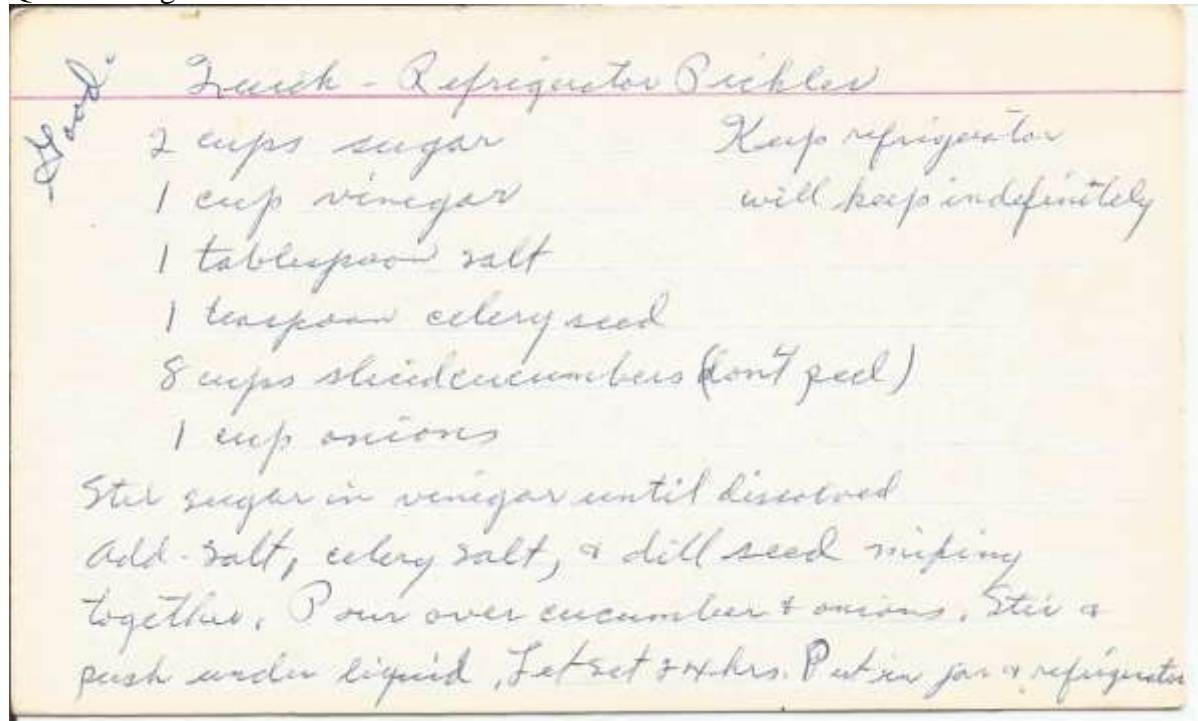 Good.
Quick - Refrigerator Pickles
2 cups sugar
1 cup vinegar
1 tablespoon salt
1 teaspoon celery seed
8 cups sliced cucumbers (don't peel)
1 cup onions
Keep refrigerator
will keep indefinitely
Stir sugar in vinegar until dissolved
Add - salt, celery salt, & dill seed mixing
together. Pour over cucumber & onions. Stir &
push under liquid. Let set 24 hrs. Put in jar & refrigerator